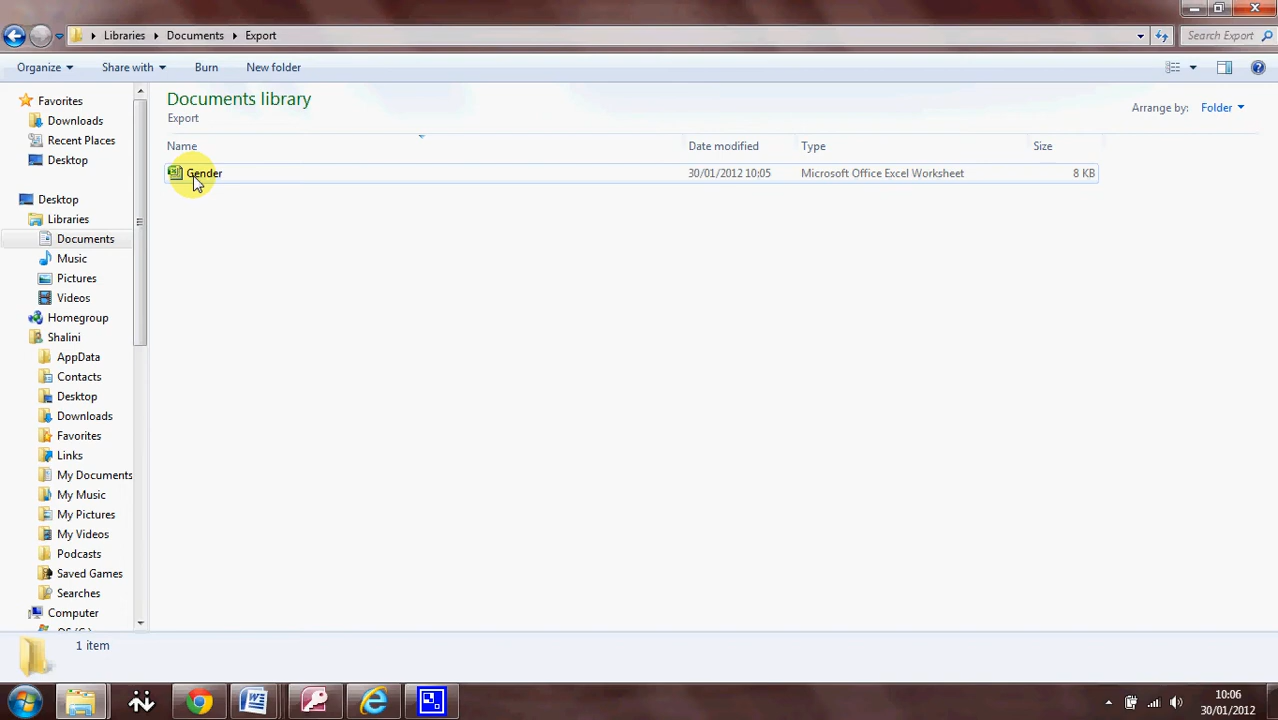 Libraries Documents Export
Search Export
Organize Share with Burn New folder
Favorites
Downloads
Recent Places
Desktop
Desktop
Libraries
Documents
Music
Pictures
Videos
Homegroup
Shalini
AppData
Contacts
Desktop
Downloads
Favorites
Links
My Documents
My Music
My Pictures
My Videos
Podcasts
Saved Games
Searches
Computer
Documents library
Export
Arrange by: Folder
Name Date modified Type Size
Gender 30/01/2012 10:05 Microsoft Office Excel Worksheet 8 KB
1 item
10:06
30/01/2012